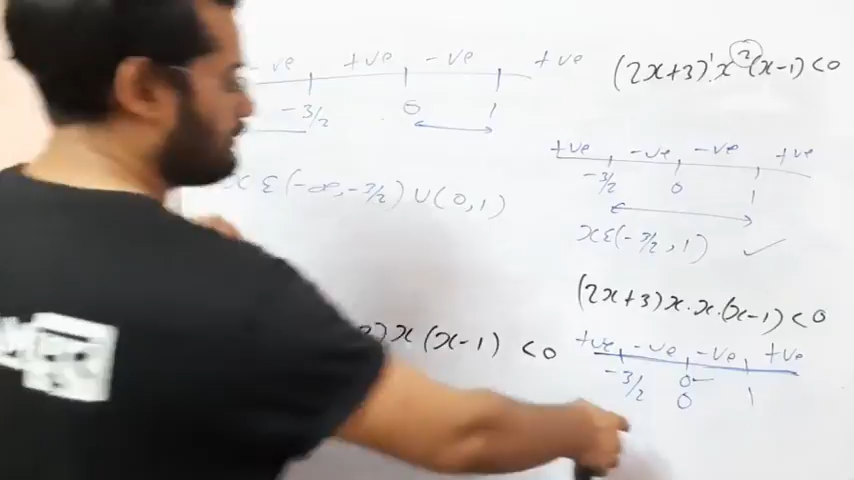 -ve +ve -ve +ve
-3/2 0 1
x ε (-∞, -3/2) ∪ (0, 1)
x (x-1) <0
(2x+3)¹x²(x-1)<0
+ve -ve -ve +ve
-3/2 0 1
xε(-3/2, 1) ✓
(2x+3)x.x.(x-1)<0
+ve -ve -ve +ve
-3/2 0 1
0